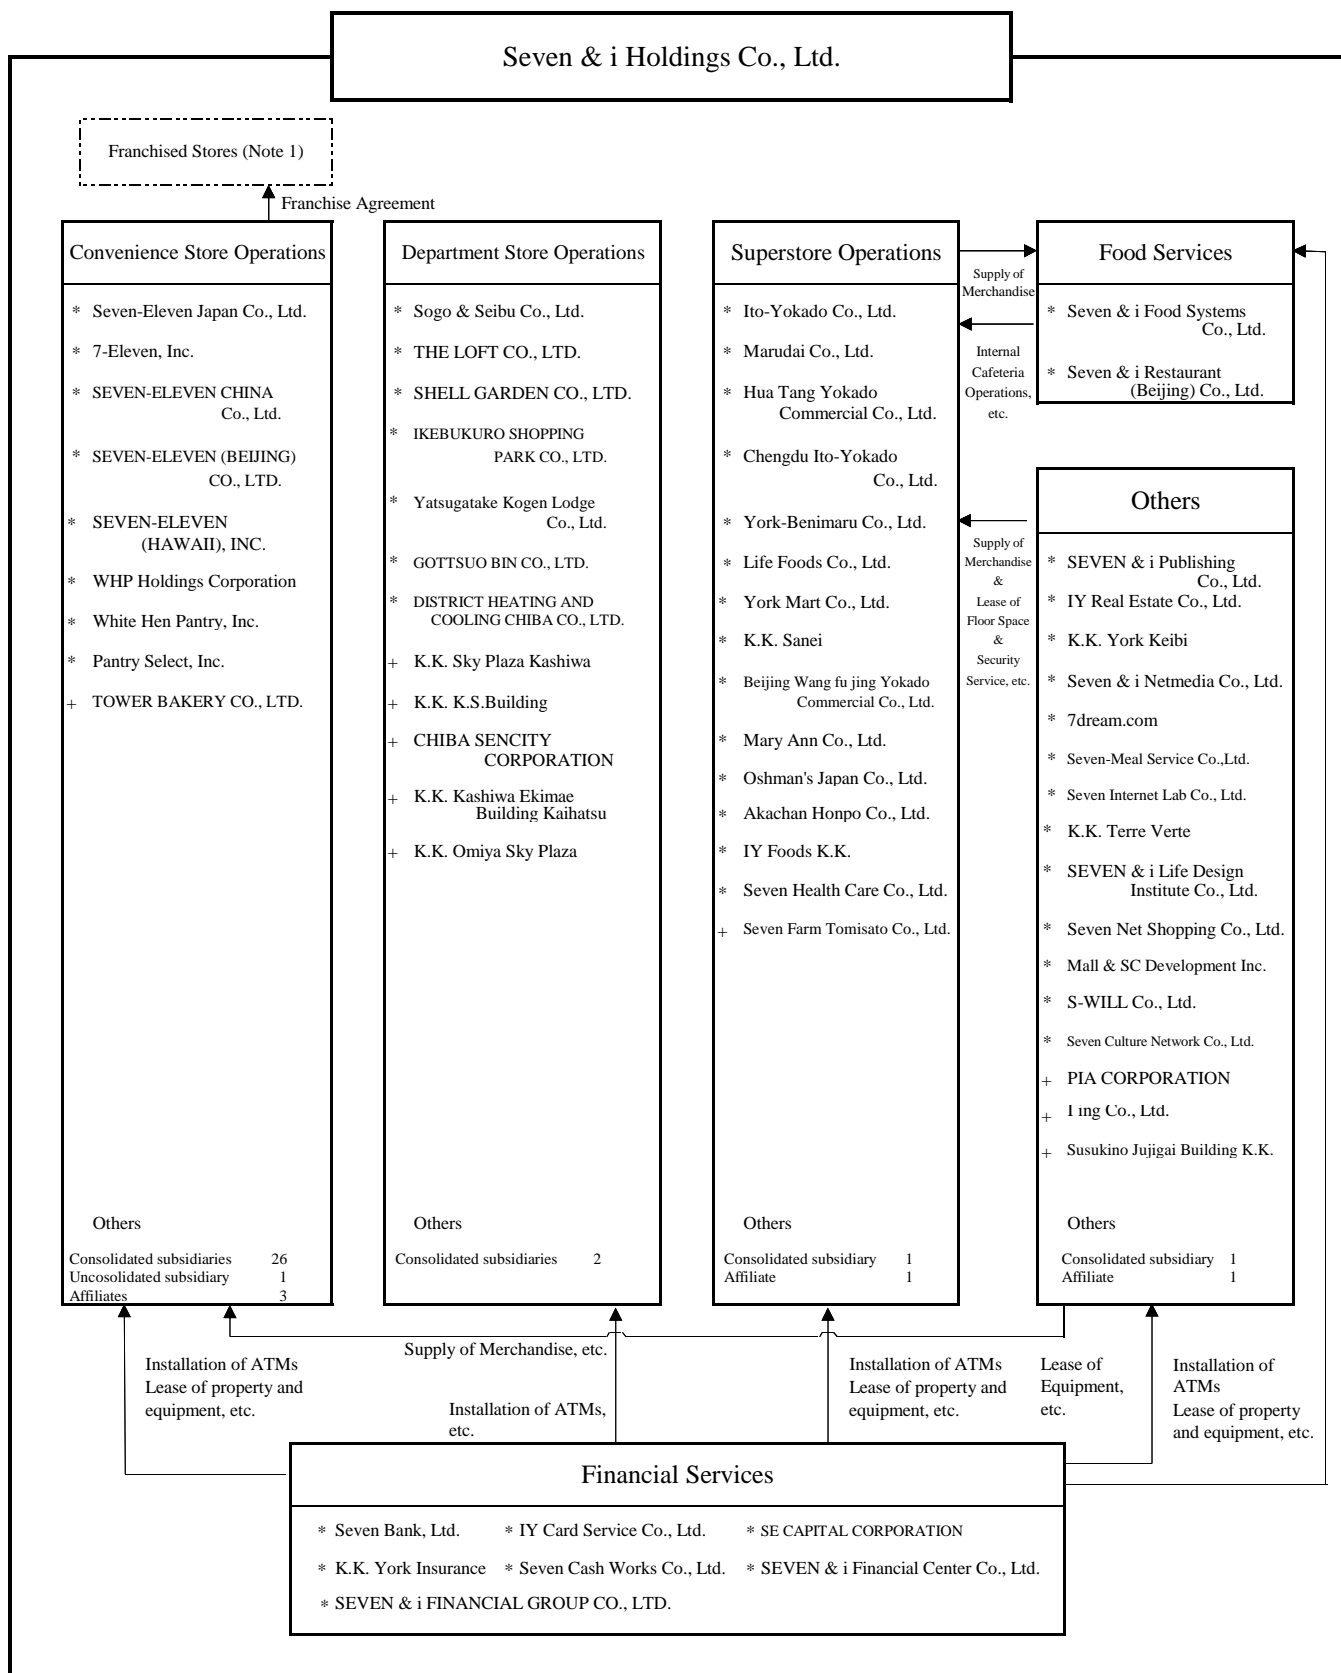 Seven & i Holdings Co., Ltd.
Franchised Stores (Note 1)
Franchise Agreement
Convenience Store Operations
* Seven-Eleven Japan Co., Ltd.
* 7-Eleven, Inc.
* SEVEN-ELEVEN CHINA
Co., Ltd.
* SEVEN-ELEVEN (BEIJING)
CO., LTD.
* SEVEN-ELEVEN
(HAWAII), INC.
* WHP Holdings Corporation
* White Hen Pantry, Inc.
* Pantry Select, Inc.
+ TOWER BAKERY CO., LTD.
Others
Consolidated subsidiaries 26
Uncosolidated subsidiary 1
Affiliates 3
Department Store Operations
* Sogo & Seibu Co., Ltd.
* THE LOFT CO., LTD.
* SHELL GARDEN CO., LTD.
* IKEBUKURO SHOPPING
PARK CO., LTD.
* Yatsugatake Kogen Lodge
Co., Ltd.
* GOTTSUO BIN CO., LTD.
* DISTRICT HEATING AND
COOLING CHIBA CO., LTD.
+ K.K. Sky Plaza Kashiwa
+ K.K. K.S.Building
+ CHIBA SENCITY
CORPORATION
+ K.K. Kashiwa Ekimae
Building Kaihatsu
+ K.K. Omiya Sky Plaza
Others
Consolidated subsidiaries 2
Superstore Operations
* Ito-Yokado Co., Ltd.
* Marudai Co., Ltd.
* Hua Tang Yokado
Commercial Co., Ltd.
* Chengdu Ito-Yokado
Co., Ltd.
* York-Benimaru Co., Ltd.
* Life Foods Co., Ltd.
* York Mart Co., Ltd.
* K.K. Sanei
* Beijing Wang fu jing Yokado
Commercial Co., Ltd.
* Mary Ann Co., Ltd.
* Oshman's Japan Co., Ltd.
* Akachan Honpo Co., Ltd.
* IY Foods K.K.
* Seven Health Care Co., Ltd.
+ Seven Farm Tomisato Co., Ltd.
Others
Consolidated subsidiary 1
Affiliate 1
Supply of
Merchandise
Internal
Cafeteria
Operations,
etc.
Supply of
Merchandise
&
Lease of
Floor Space
&
Security
Service, etc.
Food Services
* Seven & i Food Systems
Co., Ltd.
* Seven & i Restaurant
(Beijing) Co., Ltd.
Others
* SEVEN & i Publishing
Co., Ltd.
* IY Real Estate Co., Ltd.
* K.K. York Keibi
* Seven & i Netmedia Co., Ltd.
* 7dream.com
* Seven-Meal Service Co.,Ltd.
* Seven Internet Lab Co., Ltd.
* K.K. Terre Verte
* SEVEN & i Life Design
Institute Co., Ltd.
* Seven Net Shopping Co., Ltd.
* Mall & SC Development Inc.
* S-WILL Co., Ltd.
* Seven Culture Network Co., Ltd.
+ PIA CORPORATION
+ I ing Co., Ltd.
+ Susukino Jujigai Building K.K.
Others
Consolidated subsidiary 1
Affiliate 1
Supply of Merchandise, etc.
Installation of ATMs
Lease of property and
equipment, etc.
Installation of ATMs,
etc.
Installation of ATMs
Lease of property and
equipment, etc.
Lease of
Equipment,
etc.
Installation of
ATMs
Lease of property
and equipment, etc.
Financial Services
* Seven Bank, Ltd. * IY Card Service Co., Ltd. * SE CAPITAL CORPORATION
* K.K. York Insurance * Seven Cash Works Co., Ltd. * SEVEN & i Financial Center Co., Ltd.
* SEVEN & i FINANCIAL GROUP CO., LTD.